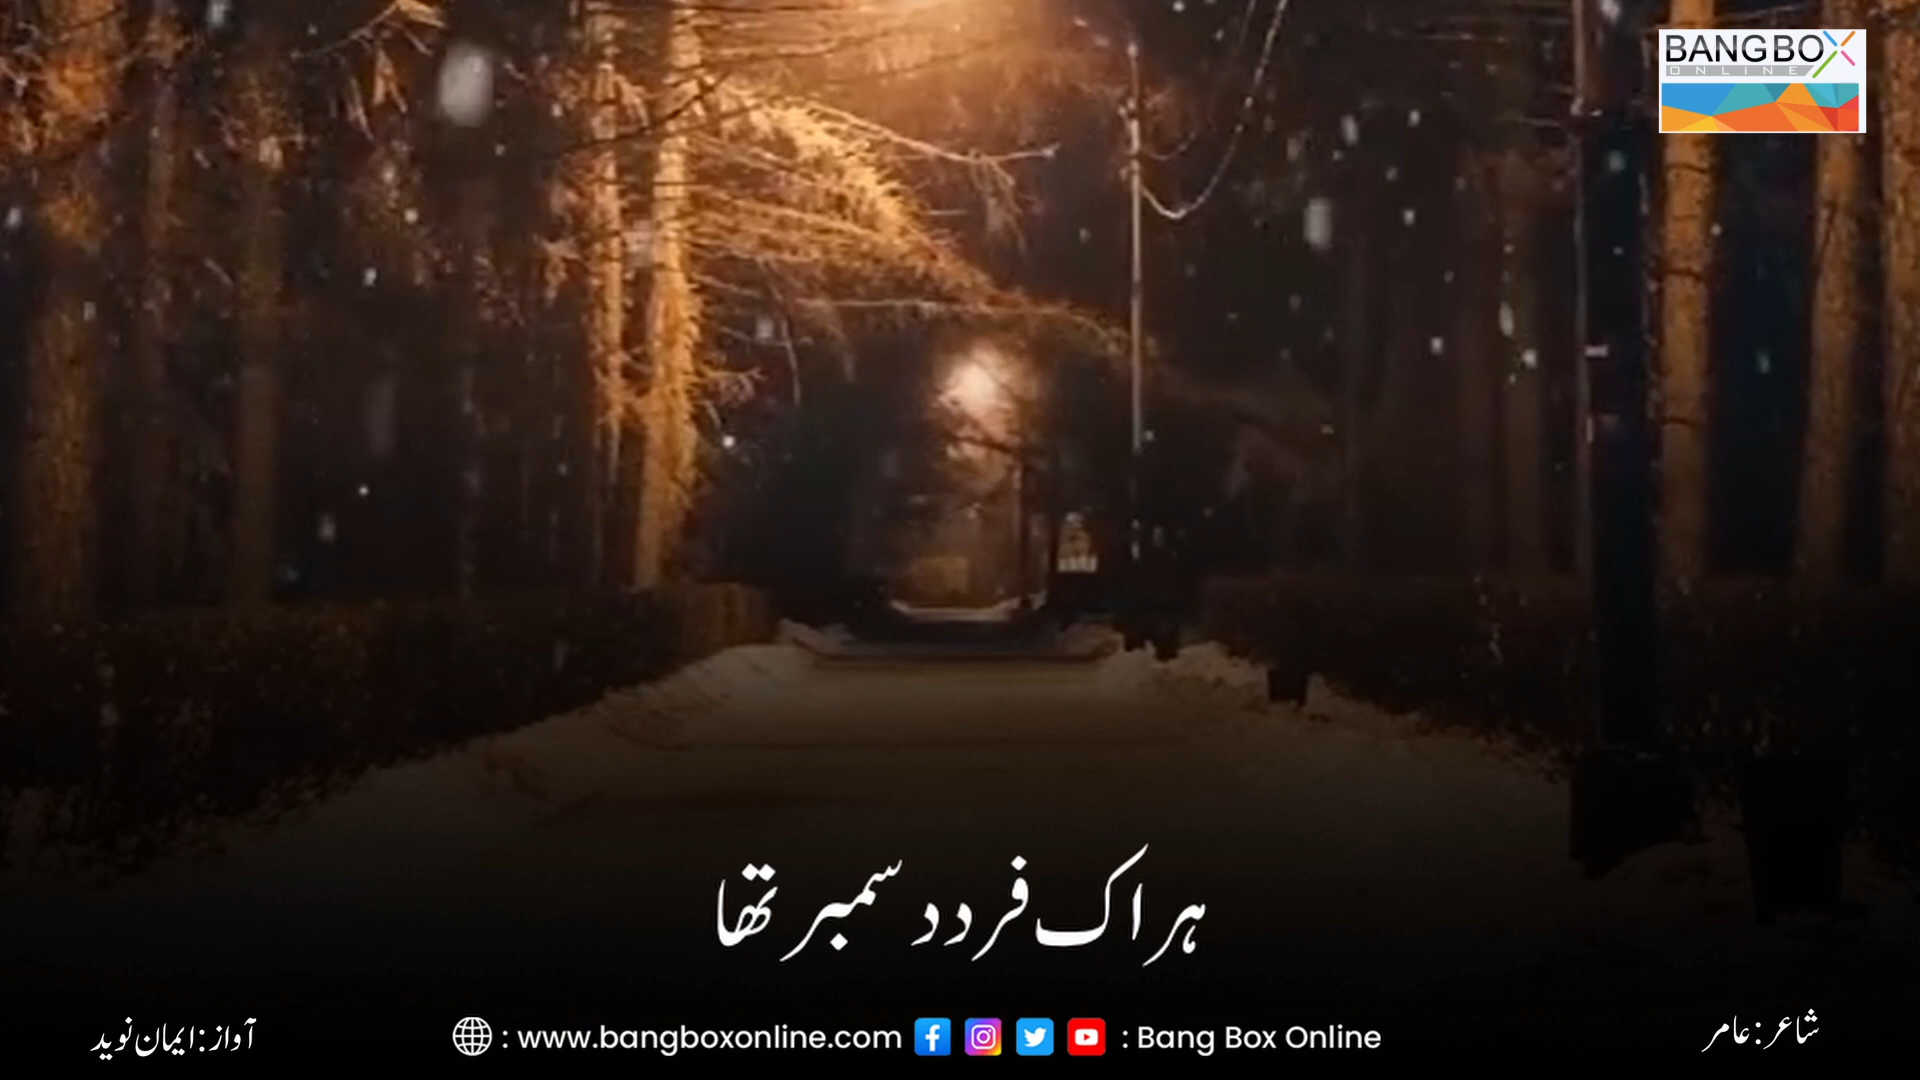 BANGBOX
ONLINE
ہر اک فرد دسمبر تھا
شاعر: عامر
: www.bangboxonline.com : Bang Box Online
آواز: ایمان نوید